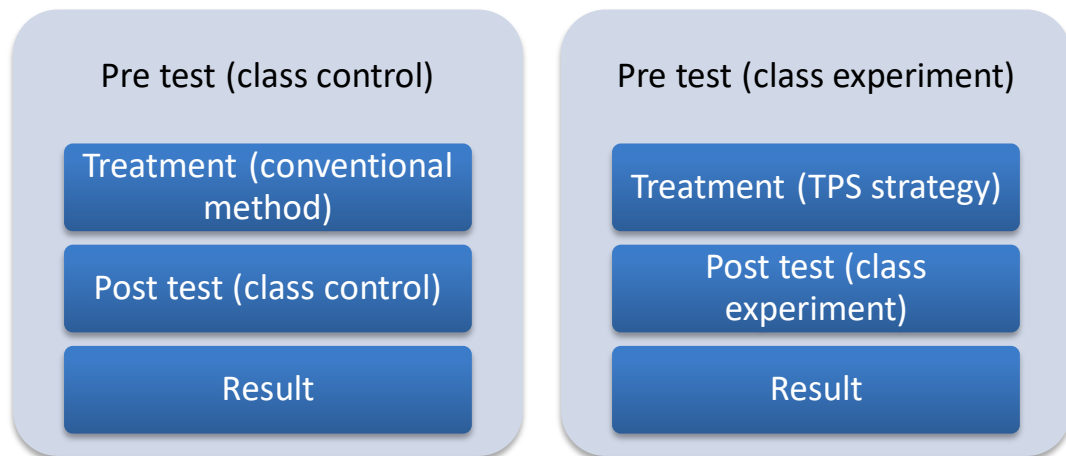 Pre test (class control)
Treatment (conventional
method)
Post test (class control)
Result
Pre test (class experiment)
Treatment (TPS strategy)
Post test (class
experiment)
Result